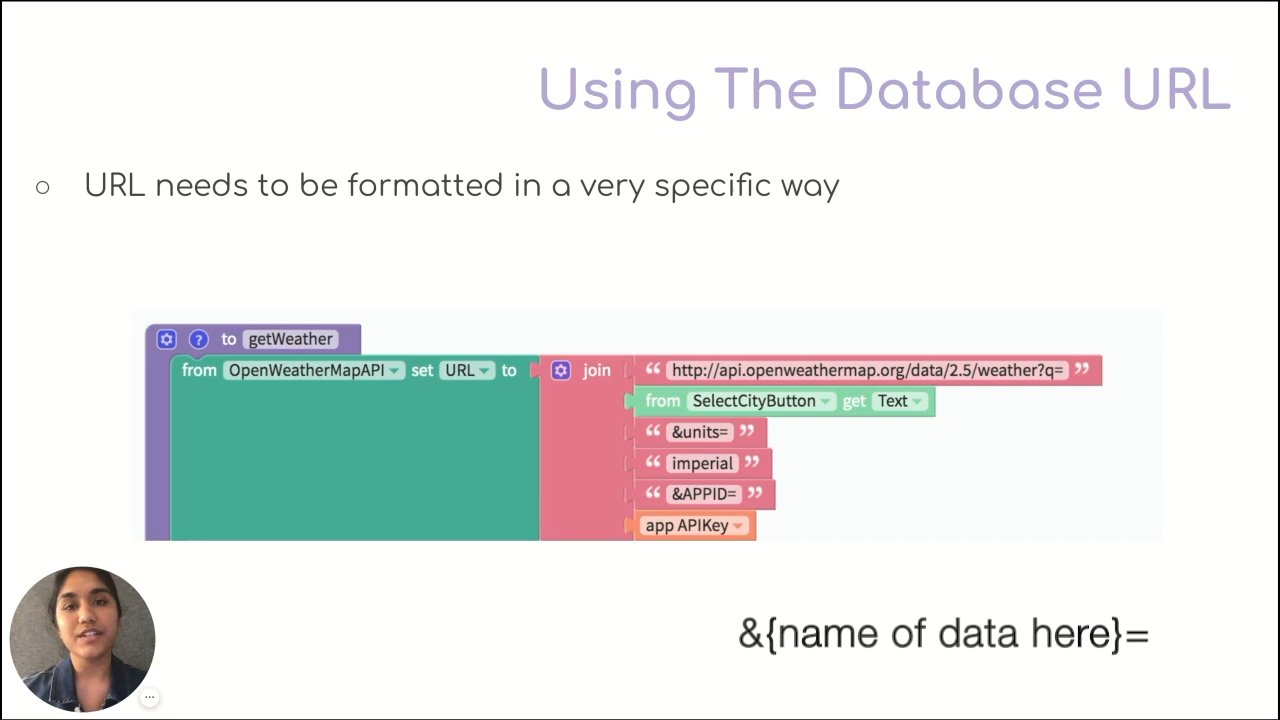 Using The Database URL
○ URL needs to be formatted in a very specific way
? to getWeather
from OpenWeatherMapAPI set URL to join “ http://api.openweathermap.org/data/2.5/weather?q= ”
from SelectCityButton get Text
“ &units= ”
“ imperial ”
“ &APPID= ”
app APIKey
&{name of data here}=